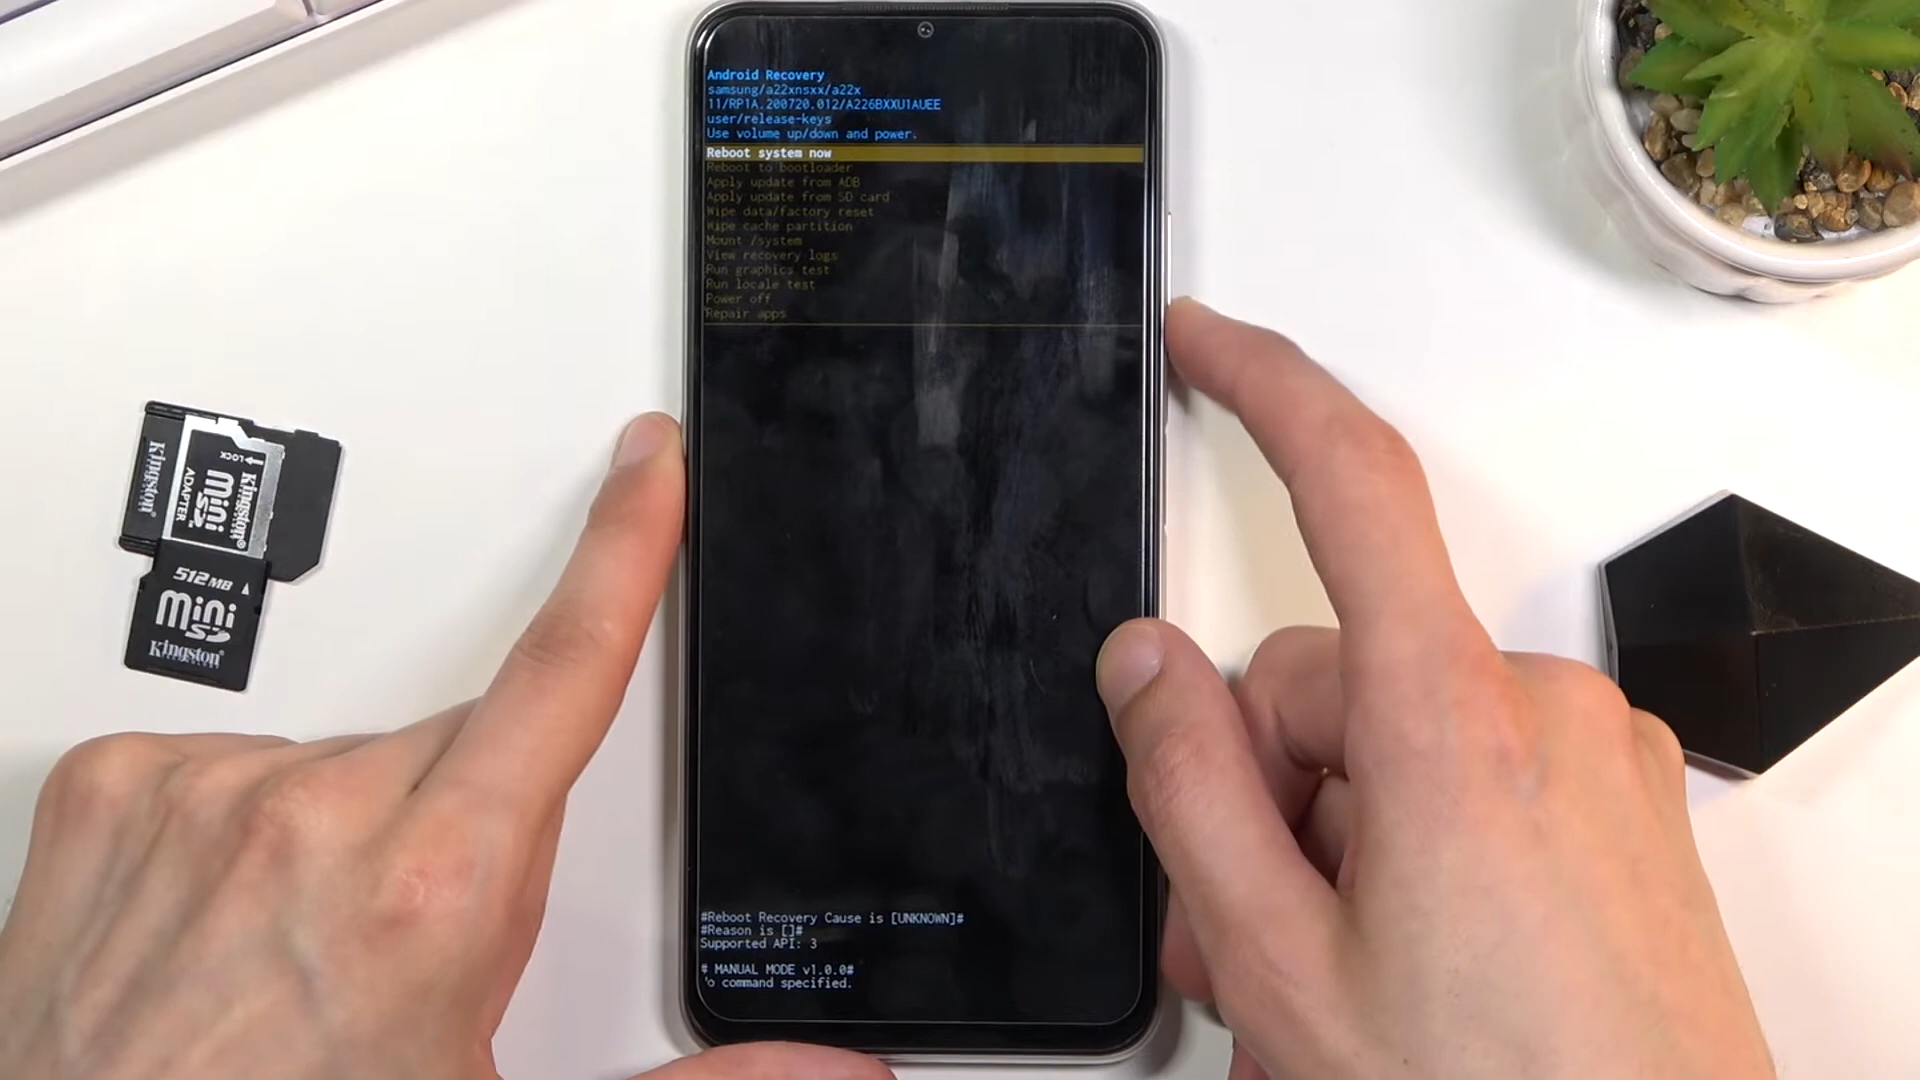 Android Recovery
samsung/a22xnsxx/a22x
11/RP1A.200720.012/A226BXXU1AUEE
user/release-keys
Use volume up/down and power.
Reboot system now
Reboot to bootloader
Apply update from ADB
Apply update from SD card
Wipe data/factory reset
Wipe cache partition
Mount /system
View recovery logs
Run graphics test
Run locale test
Power off
Repair apps
#Reboot Recovery Cause is [UNKNOWN]#
#Reason is []#
Supported API: 3
# MANUAL MODE v1.0.0#
o command specified.
Kingston
LOCK
Kingston®
mini SD
ADAPTER
512MB
mini SD
Kingston®
TECHNOLOGY